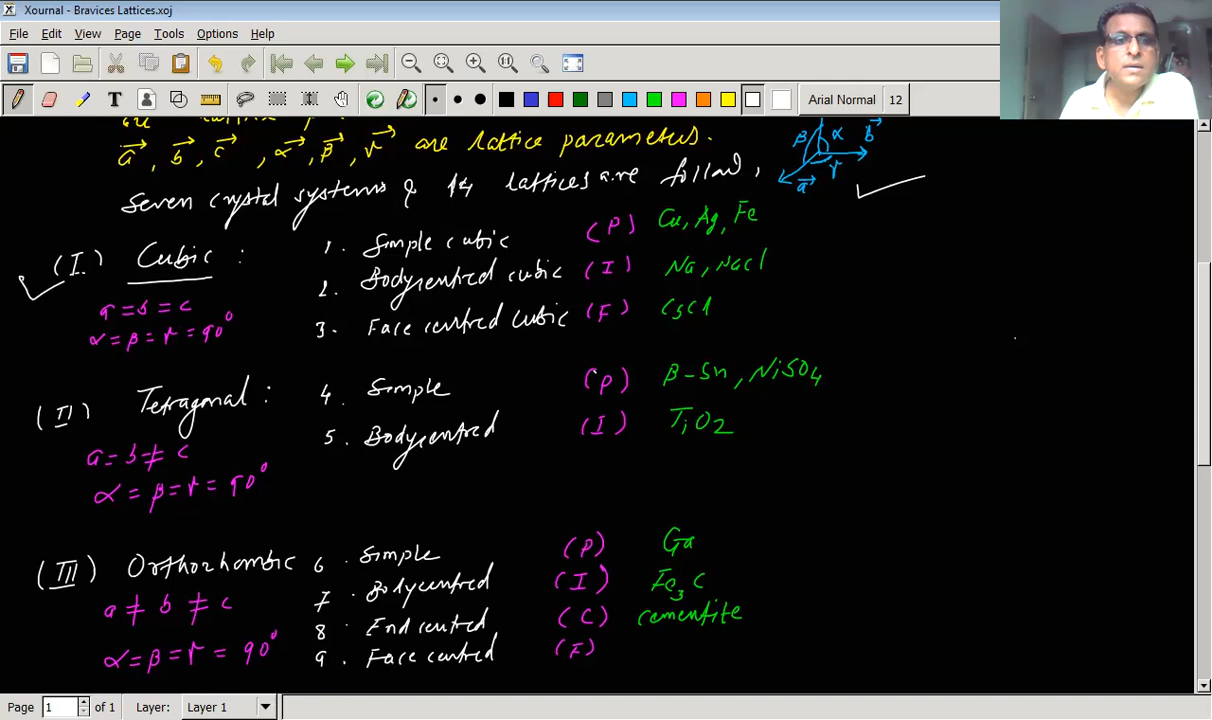 Xournal - Bravices Lattices.xoj
File Edit View Page Tools Options Help
Arial Normal 12
a⃗, b⃗, c⃗, α⃗, β⃗, γ⃗ are lattice parameters.
β α b⃗
a⃗ γ
Seven crystal systems & 14 lattices are follad,
(I.) Cubic : 1. Simple cubic (P) Cu, Ag, Fe
2. Bodycentred cubic (I) Na, NaCl
a = b = c
3. Face centred cubic (F) CsCl
α = β = γ = 90°
(II) Tetragonal : 4. Simple (P) β-Sn, NiSO4
5. Bodycentred (I) TiO2
a = b ≠ c
α = β = γ = 90°
(III) Orthorhombic 6. Simple (P) Ga
7. Bodycentred (I) Fe3C
a ≠ b ≠ c
8. End centred (C) cementite
9. Face centred (F)
α = β = γ = 90°
Page 1 of 1 Layer: Layer 1